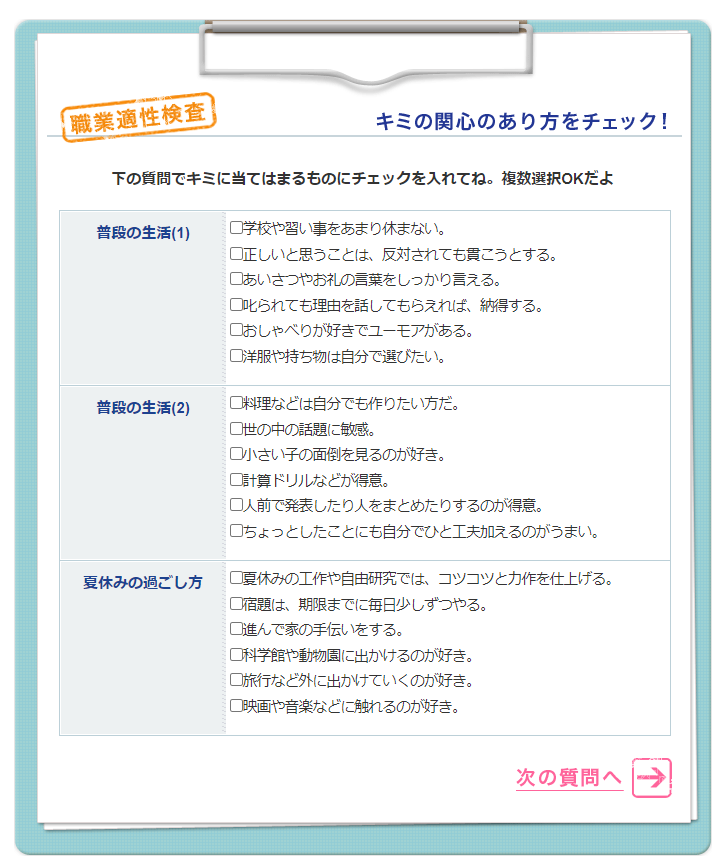 職業適性検査
キミの関心のあり方をチェック！
下の質問でキミに当てはまるものにチェックを入れてね。複数選択OKだよ
普段の生活(1)
学校や習い事をあまり休まない。
正しいと思うことは、反対されても貫こうとする。
あいさつやお礼の言葉をしっかり言える。
叱られても理由を話してもらえれば、納得する。
おしゃべりが好きでユーモアがある。
洋服や持ち物は自分で選びたい。
普段の生活(2)
料理などは自分でも作りたい方だ。
世の中の話題に敏感。
小さい子の面倒を見るのが好き。
計算ドリルなどが得意。
人前で発表したり人をまとめたりするのが得意。
ちょっとしたことにも自分でひと工夫加えるのがうまい。
夏休みの過ごし方
夏休みの工作や自由研究では、コツコツと力作を仕上げる。
宿題は、期限までに毎日少しずつやる。
進んで家の手伝いをする。
科学館や動物園に出かけるのが好き。
旅行など外に出かけていくのが好き。
映画や音楽などに触れるのが好き。
次の質問へ